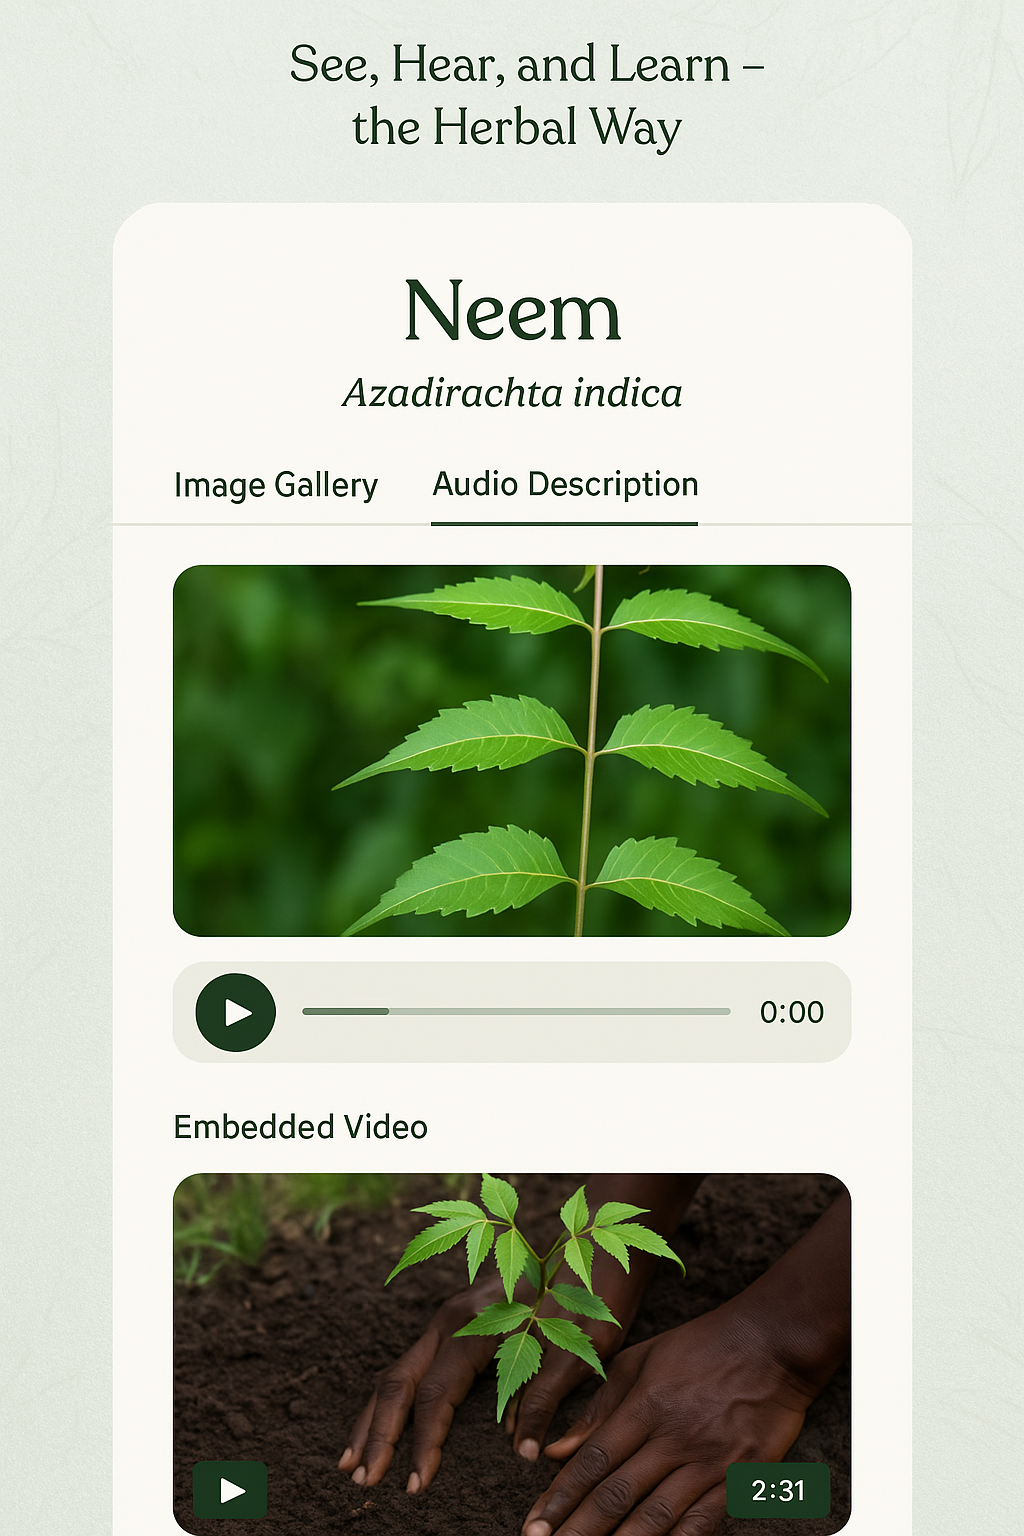 See, Hear, and Learn –
the Herbal Way
Neem
Azadirachta indica
Image Gallery
Audio Description
0:00
Embedded Video
2:31